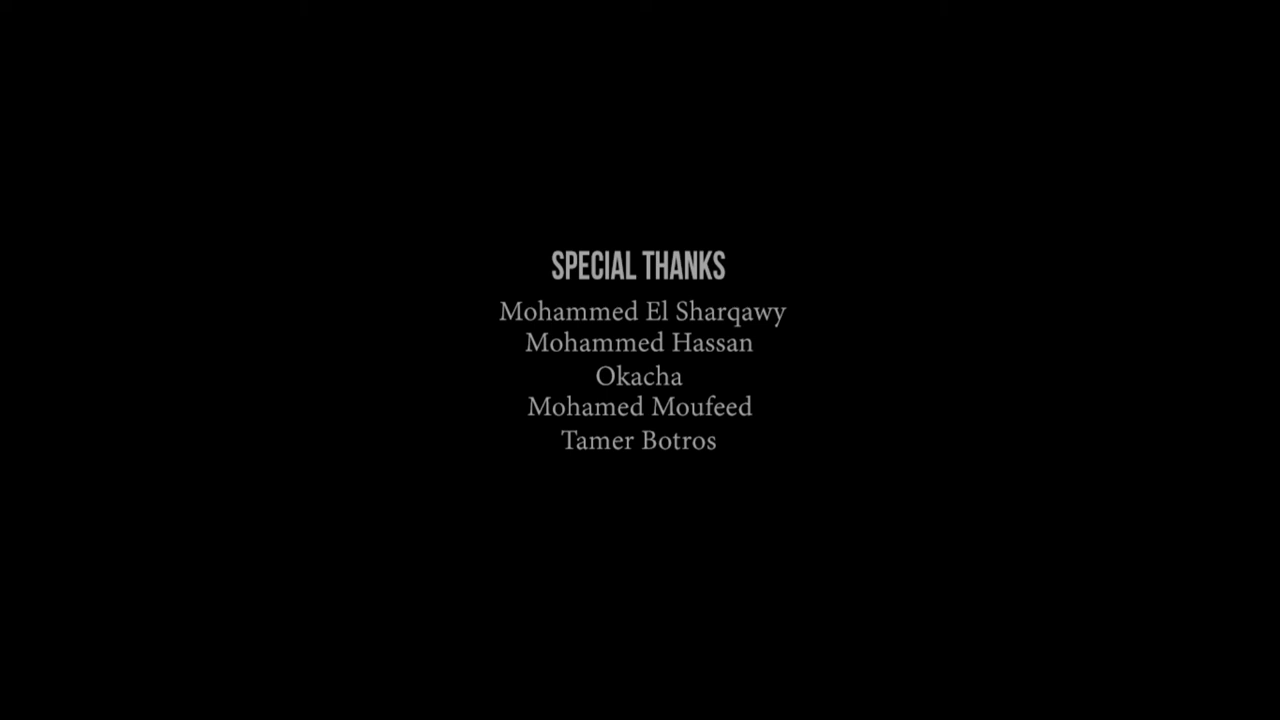 SPECIAL THANKS
Mohammed El Sharqawy
Mohammed Hassan
Okacha
Mohamed Moufeed
Tamer Botros